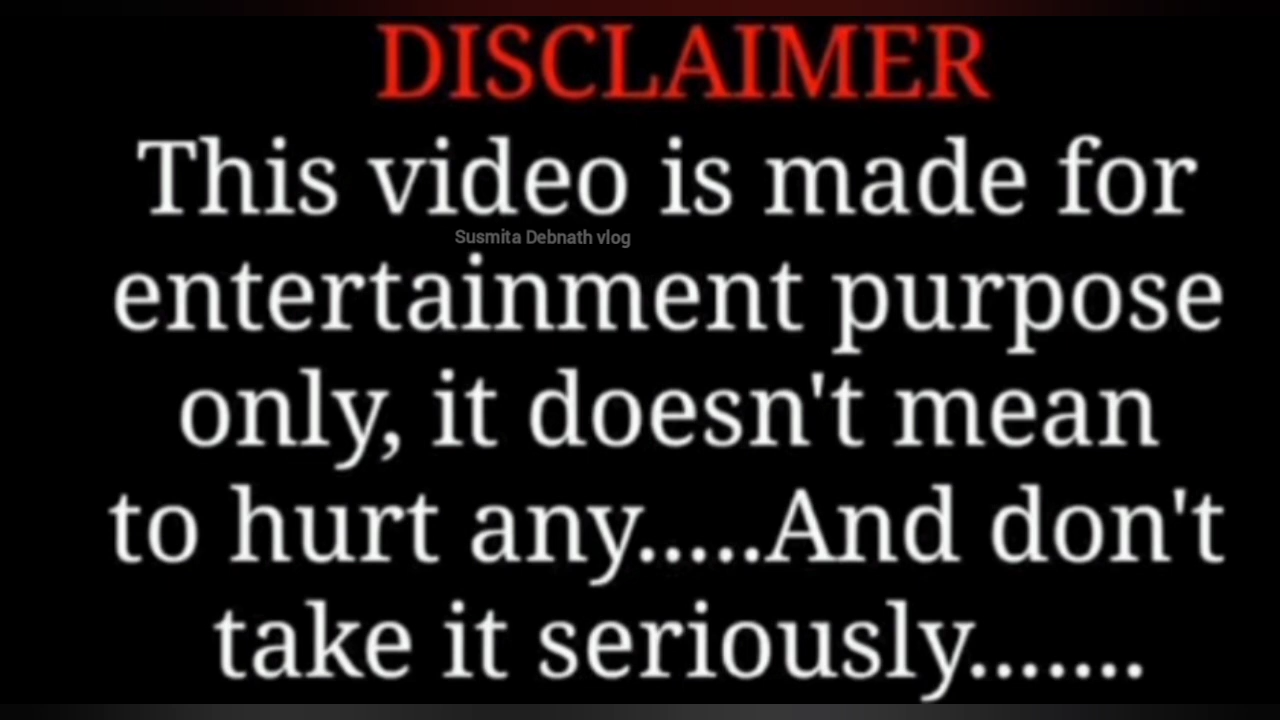 DISCLAIMER
This video is made for
Susmita Debnath vlog
entertainment purpose
only, it doesn't mean
to hurt any.....And don't
take it seriously.......